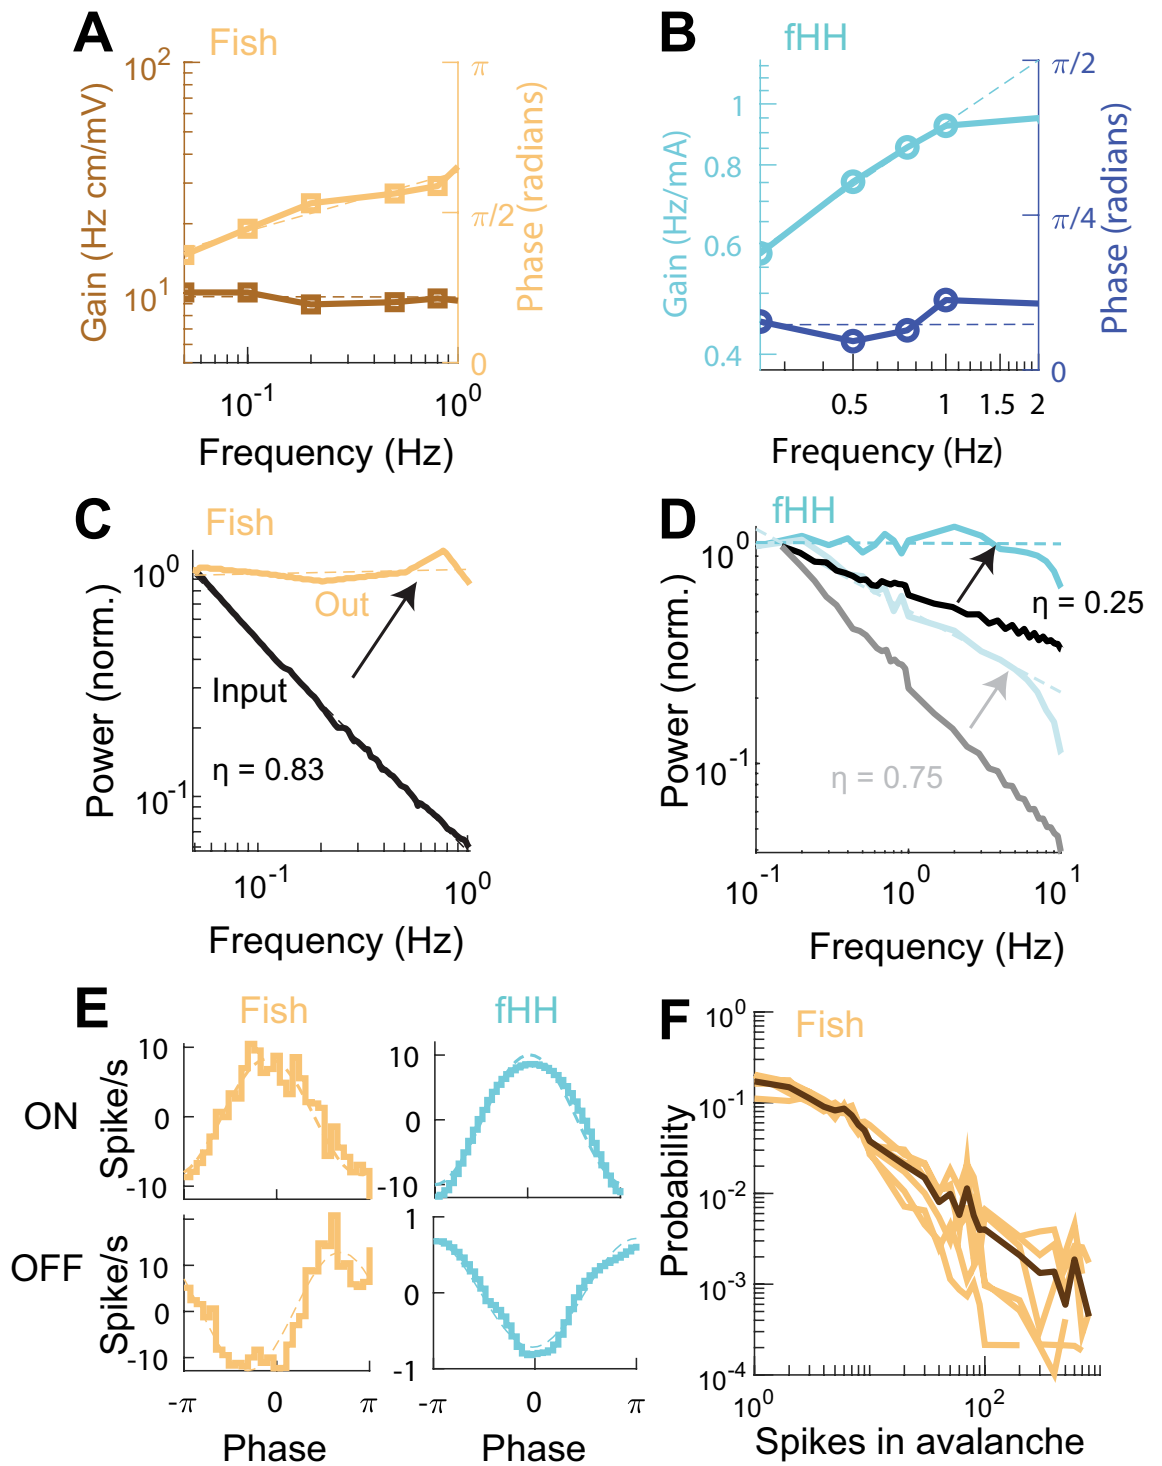 A
Fish
10²
10¹
Gain (Hz cm/mV)
π
π/2
0
Phase (radians)
10⁻¹
10⁰
Frequency (Hz)
B
fHH
1
0.8
0.6
0.4
Gain (Hz/mA)
π/2
π/4
0
Phase (radians)
0.5
1
1.5
2
Frequency (Hz)
C
Fish
10⁰
10⁻¹
Power (norm.)
Out
Input
η = 0.83
10⁻¹
10⁰
Frequency (Hz)
D
fHH
10⁰
10⁻¹
Power (norm.)
η = 0.25
η = 0.75
10⁻¹
10⁰
10¹
Frequency (Hz)
E
Fish
fHH
ON
Spike/s
10
0
-10
10
0
-10
OFF
Spike/s
10
0
-10
1
0
-1
-π
0
π
-π
0
π
Phase
Phase
F
Fish
10⁰
10⁻¹
10⁻²
10⁻³
10⁻⁴
Probability
10⁰
10²
Spikes in avalanche